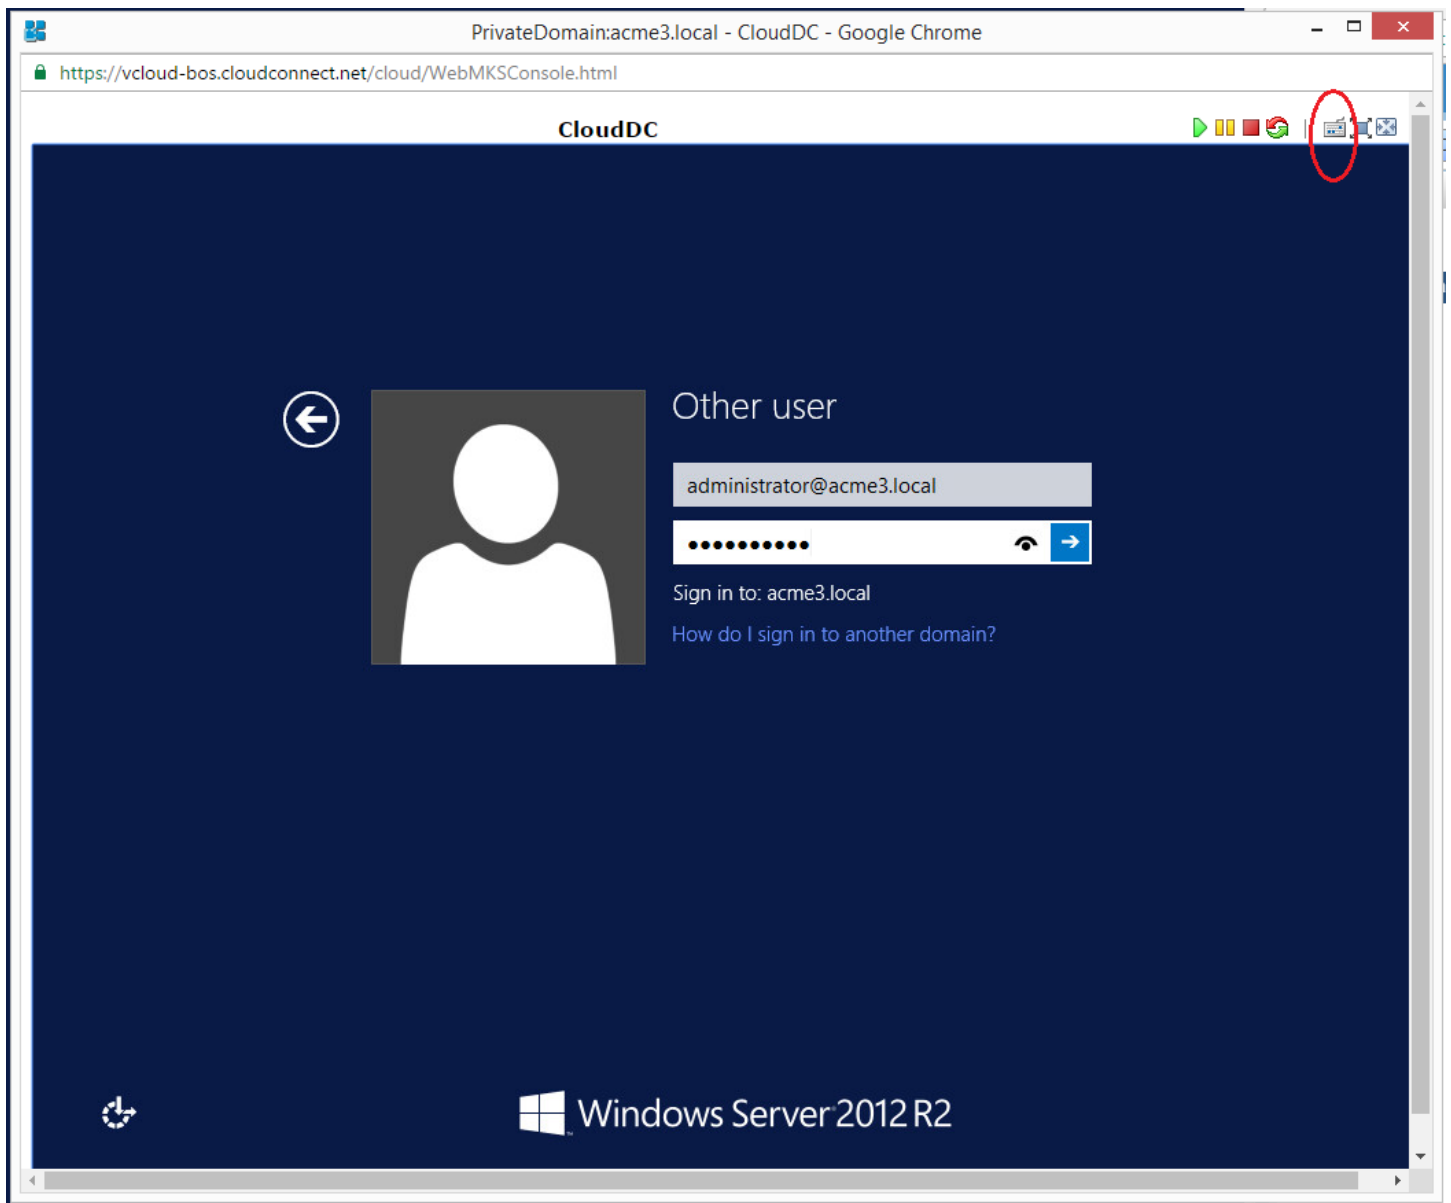 PrivateDomain:acme3.local - CloudDC - Google Chrome
https://vcloud-bos.cloudconnect.net/cloud/WebMKSConsole.html
CloudDC
Other user
administrator@acme3.local
Sign in to: acme3.local
How do I sign in to another domain?
Windows Server 2012 R2